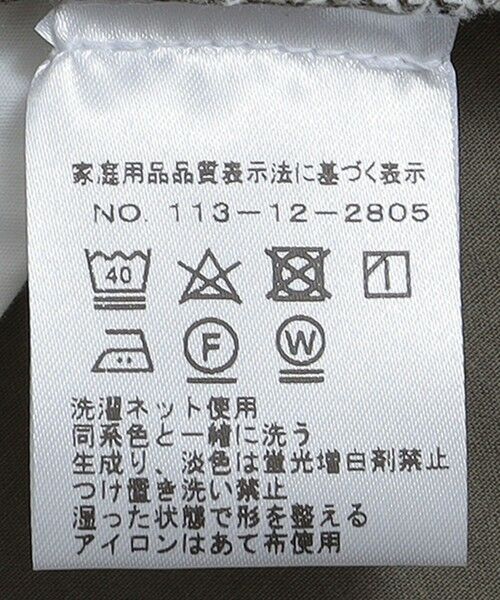 家庭用品品質表示法に基づく表示
NO. 113-12-2805
40
F W
洗濯ネット使用
同系色と一緒に洗う
生成り、淡色は蛍光増白剤禁止
つけ置き洗い禁止
湿った状態で形を整える
アイロンはあて布使用